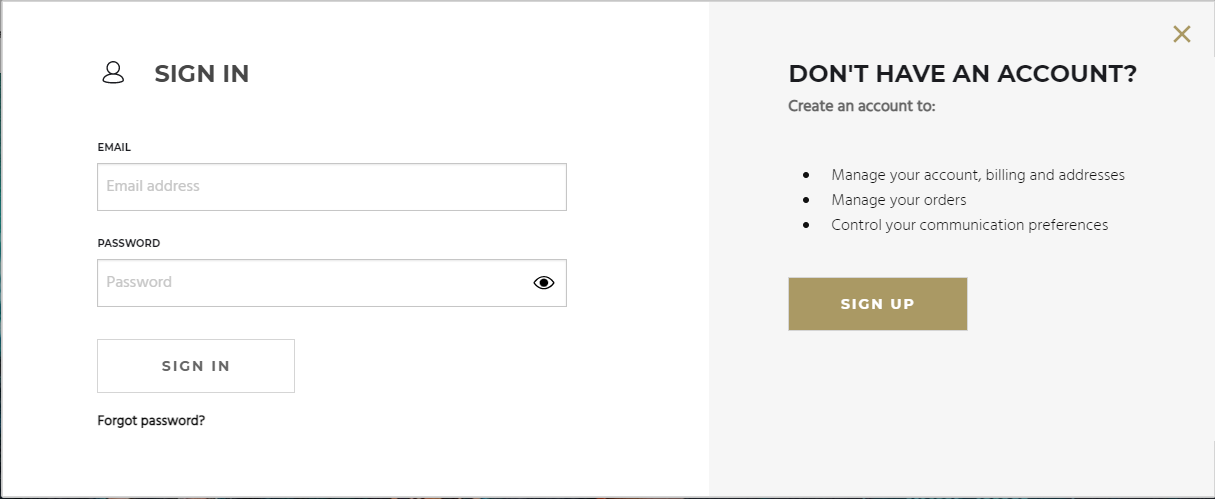 SIGN IN
EMAIL
Email address
PASSWORD
Password
SIGN IN
Forgot password?
DON'T HAVE AN ACCOUNT?
Create an account to:
Manage your account, billing and addresses
Manage your orders
Control your communication preferences
SIGN UP